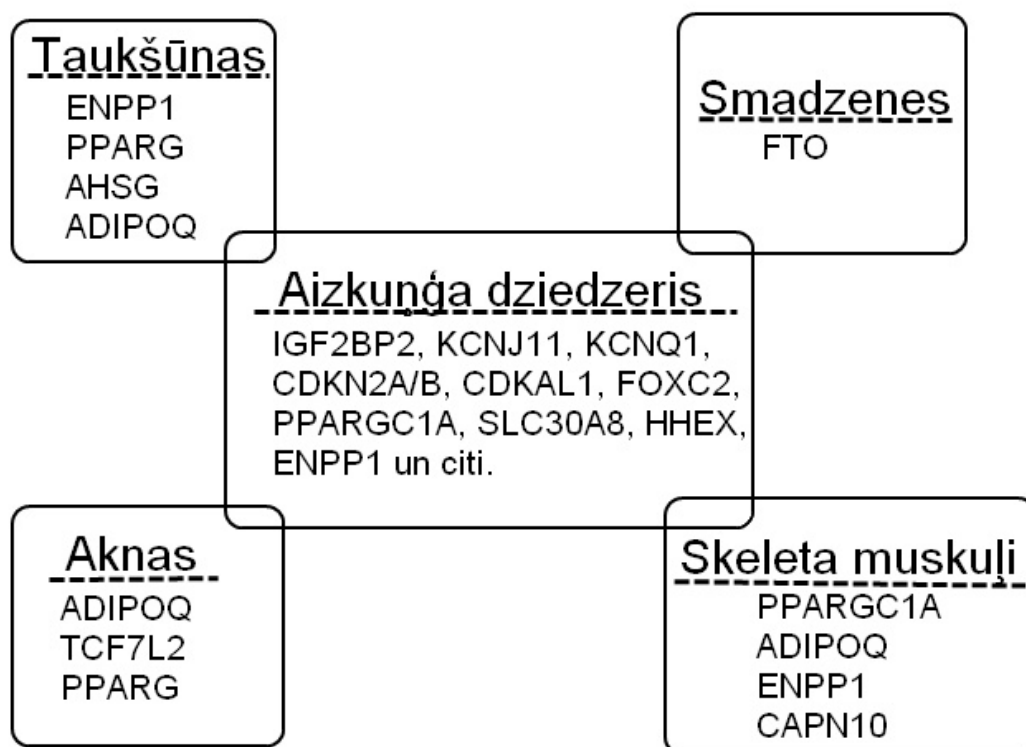 Taukšūnas
ENPP1
PPARG
AHSG
ADIPOQ
Smadzenes
FTO
Aizkuņģa dziedzeris
IGF2BP2, KCNJ11, KCNQ1,
CDKN2A/B, CDKAL1, FOXC2,
PPARGC1A, SLC30A8, HHEX,
ENPP1 un citi.
Aknas
ADIPOQ
TCF7L2
PPARG
Skeleta muskuļi
PPARGC1A
ADIPOQ
ENPP1
CAPN10